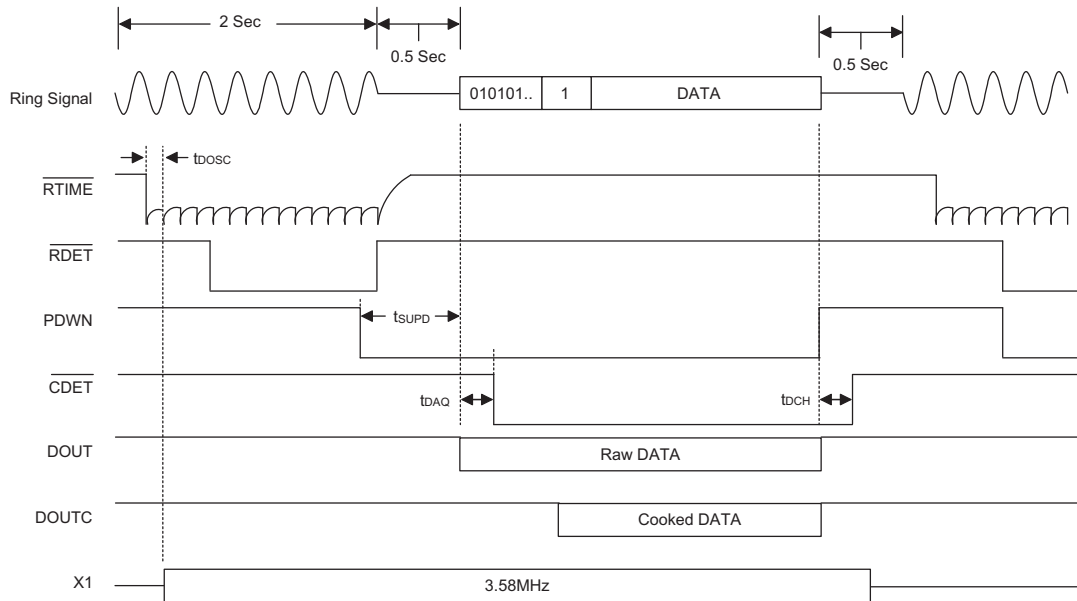 2 Sec
0.5 Sec
0.5 Sec
Ring Signal
010101..
1
DATA
tDOSC
RTIME
RDET
PDWN
tSUPD
CDET
tDAQ
tDCH
DOUT
Raw DATA
DOUTC
Cooked DATA
X1
3.58MHz